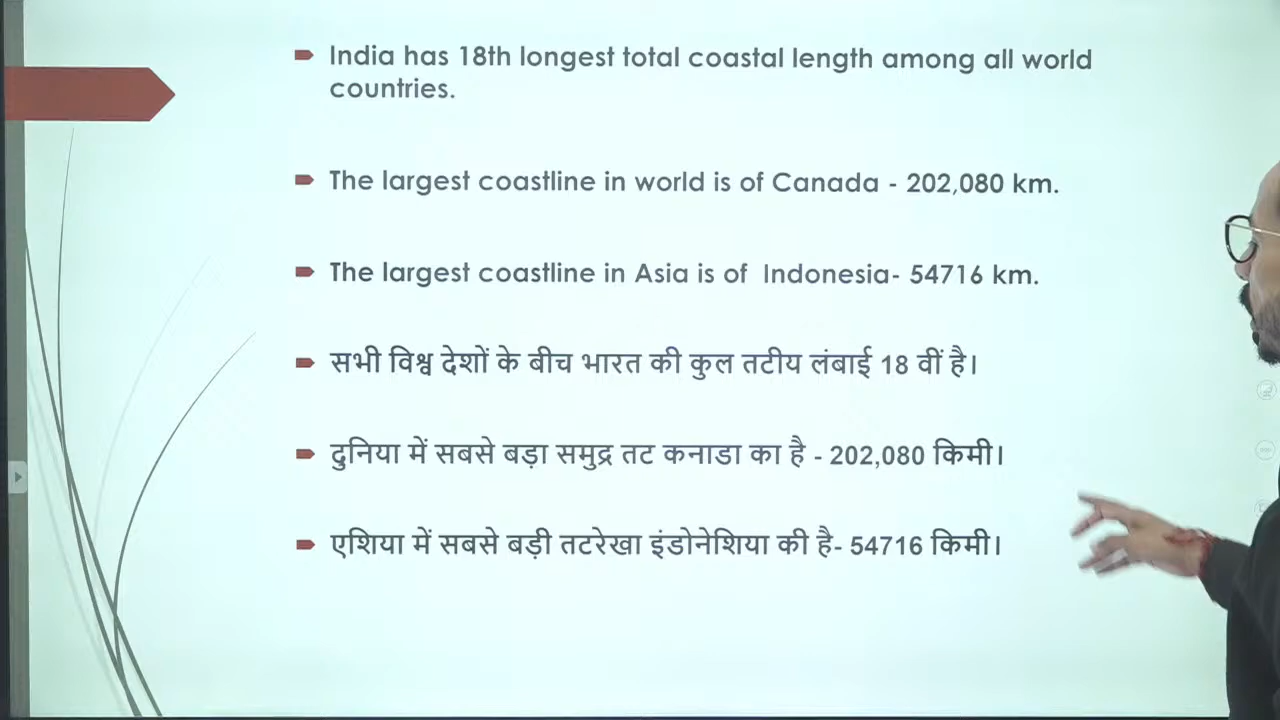 India has 18th longest total coastal length among all world
countries.
The largest coastline in world is of Canada - 202,080 km.
The largest coastline in Asia is of Indonesia- 54716 km.
सभी विश्व देशों के बीच भारत की कुल तटीय लंबाई 18 वीं है।
दुनिया में सबसे बड़ा समुद्र तट कनाडा का है - 202,080 किमी।
एशिया में सबसे बड़ी तटरेखा इंडोनेशिया की है- 54716 किमी।